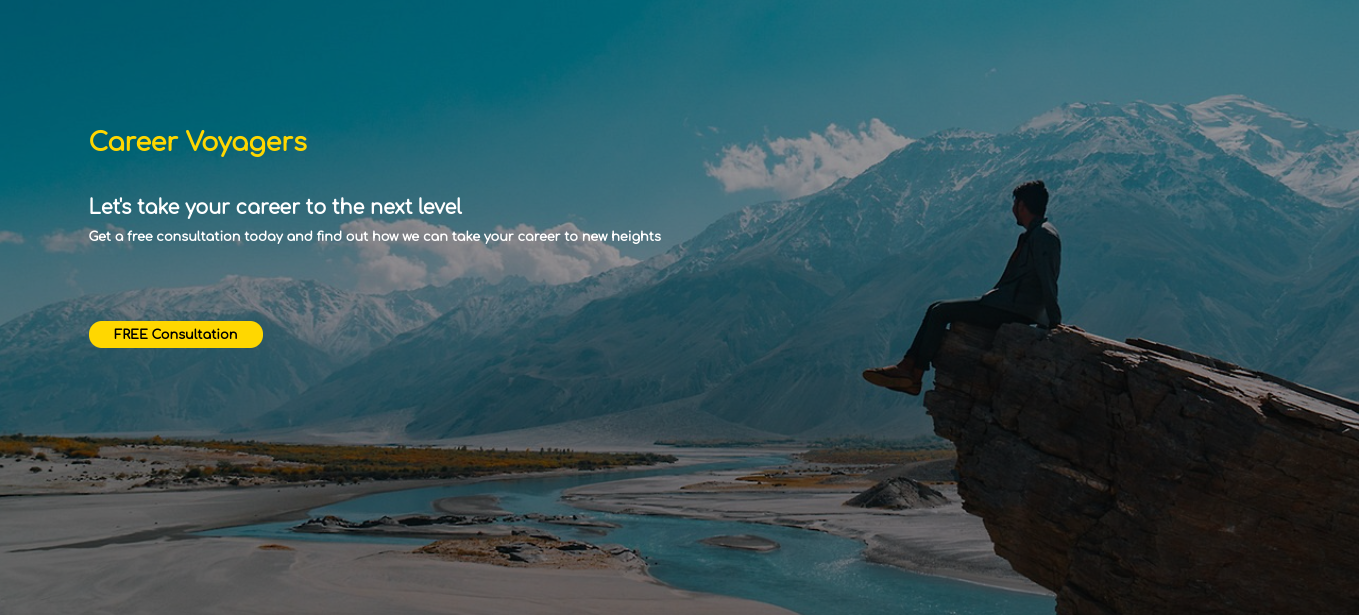 Career Voyagers
Let's take your career to the next level
Get a free consultation today and find out how we can take your career to new heights
FREE Consultation